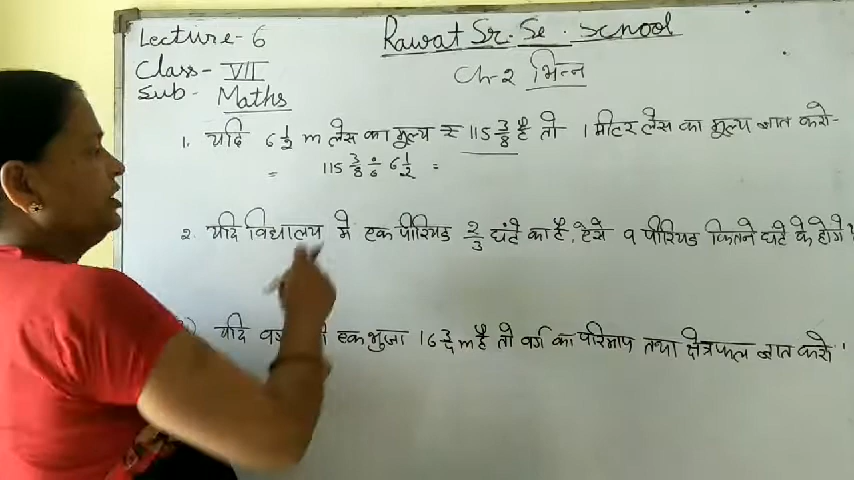 Lecture-6
Rawat Sr. Se. School
Class- VII
Ch-2 भिन्न
Sub- Maths
1. यदि 6 1/2 m लेस का मूल्य ₹ 115 3/8 है तो 1 मीटर लेस का मूल्य ज्ञात करो-
= 115 3/8 ÷ 6 1/2 =
2. यदि विद्यालय मे एक पीरियड 2/3 घंटे का है, ऐसे 9 पीरियड कितने घंटे के होगें?
यदि एक भुजा 16 m है तो वर्ग का परिमाप तथा क्षेत्रफल ज्ञात करो'